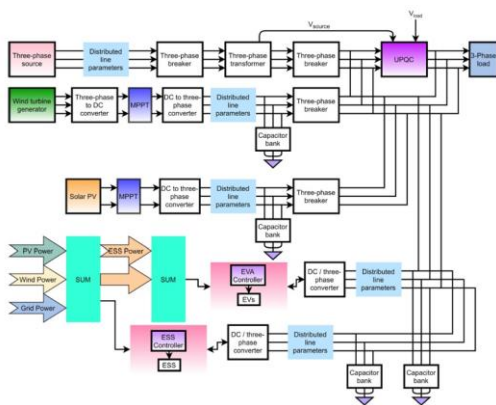 V_source
V_inst
Three-phase
source
Distributed
line
parameters
Three-phase
breaker
Three-phase
transformer
Three-phase
breaker
UPQC
3-Phase
load
Wind turbine
generator
Three-phase
to DC
converter
MPPT
DC to three-
phase
converter
Distributed
line
parameters
Three-phase
breaker
Capacitor
bank
Solar PV
MPPT
DC to three-
phase
converter
Distributed
line
parameters
Three-phase
breaker
Capacitor
bank
PV Power
Wind Power
Grid Power
SUM
ESS Power
SUM
EVA
Controller
EVs
DC / three-
phase
converter
Distributed
line
parameters
ESS
Controller
ESS
DC / three-
phase
converter
Distributed
line
parameters
Capacitor
bank
Capacitor
bank